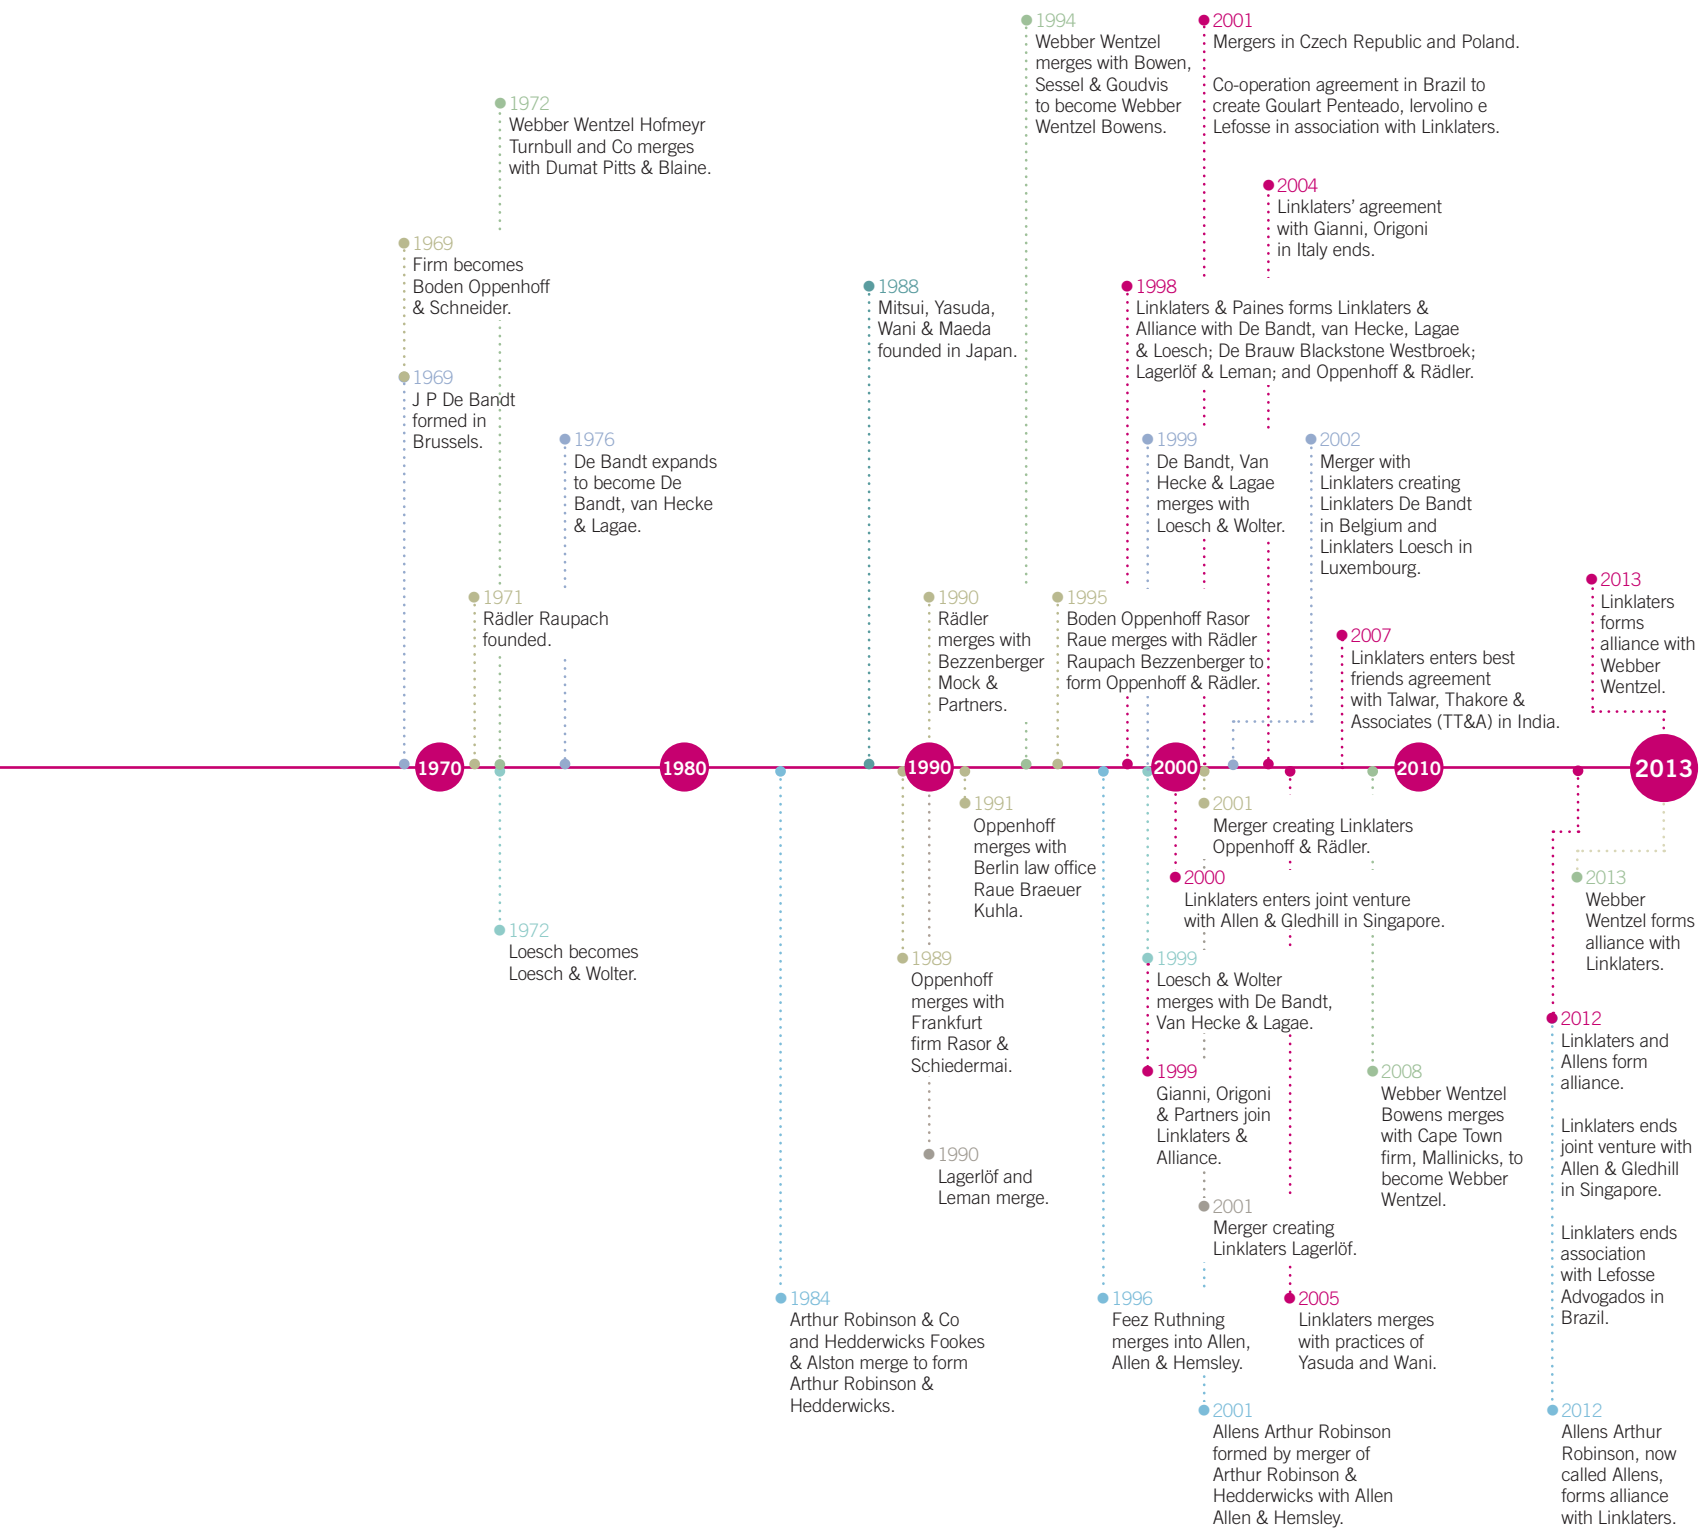 1994
Webber Wentzel
merges with Bowen,
Sessel & Goudvis
to become Webber
Wentzel Bowens.
2001
Mergers in Czech Republic and Poland.
Co-operation agreement in Brazil to
create Goulart Penteado, Iervolino e
Lefosse in association with Linklaters.
1972
Webber Wentzel Hofmeyr
Turnbull and Co merges
with Dumat Pitts & Blaine.
2004
Linklaters’ agreement
with Gianni, Origoni
in Italy ends.
1969
Firm becomes
Boden Oppenhoff
& Schneider.
1988
Mitsui, Yasuda,
Wani & Maeda
founded in Japan.
1998
Linklaters & Paines forms Linklaters &
Alliance with De Bandt, van Hecke, Lagae
& Loesch; De Brauw Blackstone Westbroek;
Lagerlöf & Leman; and Oppenhoff & Rädler.
1969
J P De Bandt
formed in
Brussels.
1976
De Bandt expands
to become De
Bandt, van Hecke
& Lagae.
1999
De Bandt, Van
Hecke & Lagae
merges with
Loesch & Wolter.
2002
Merger with
Linklaters creating
Linklaters De Bandt
in Belgium and
Linklaters Loesch in
Luxembourg.
2013
Linklaters
forms
alliance with
Webber
Wentzel.
1971
Rädler Raupach
founded.
1990
Rädler
merges with
Bezzenberger
Mock &
Partners.
1995
Boden Oppenhoff Rasor
Raue merges with Rädler
Raupach Bezzenberger to
form Oppenhoff & Rädler.
2007
Linklaters enters best
friends agreement
with Talwar, Thakore &
Associates (TT&A) in India.
1970
1980
1990
2000
2010
2013
1991
Oppenhoff
merges with
Berlin law office
Raue Braeuer
Kuhla.
2001
Merger creating Linklaters
Oppenhoff & Rädler.
2000
Linklaters enters joint venture
with Allen & Gledhill in Singapore.
2013
Webber
Wentzel forms
alliance with
Linklaters.
1972
Loesch becomes
Loesch & Wolter.
1989
Oppenhoff
merges with
Frankfurt
firm Rasor &
Schiedermai.
1999
Loesch & Wolter
merges with De Bandt,
Van Hecke & Lagae.
2012
Linklaters and
Allens form
alliance.
Linklaters ends
joint venture with
Allen & Gledhill
in Singapore.
Linklaters ends
association
with Lefosse
Advogados in
Brazil.
1999
Gianni, Origoni
& Partners join
Linklaters &
Alliance.
2008
Webber Wentzel
Bowens merges
with Cape Town
firm, Mallinicks, to
become Webber
Wentzel.
1990
Lagerlöf and
Leman merge.
2001
Merger creating
Linklaters Lagerlöf.
1984
Arthur Robinson & Co
and Hedderwicks Fookes
& Alston merge to form
Arthur Robinson &
Hedderwicks.
1996
Feez Ruthning
merges into Allen,
Allen & Hemsley.
2005
Linklaters merges
with practices of
Yasuda and Wani.
2001
Allens Arthur Robinson
formed by merger of
Arthur Robinson &
Hedderwicks with Allen
Allen & Hemsley.
2012
Allens Arthur
Robinson, now
called Allens,
forms alliance
with Linklaters.